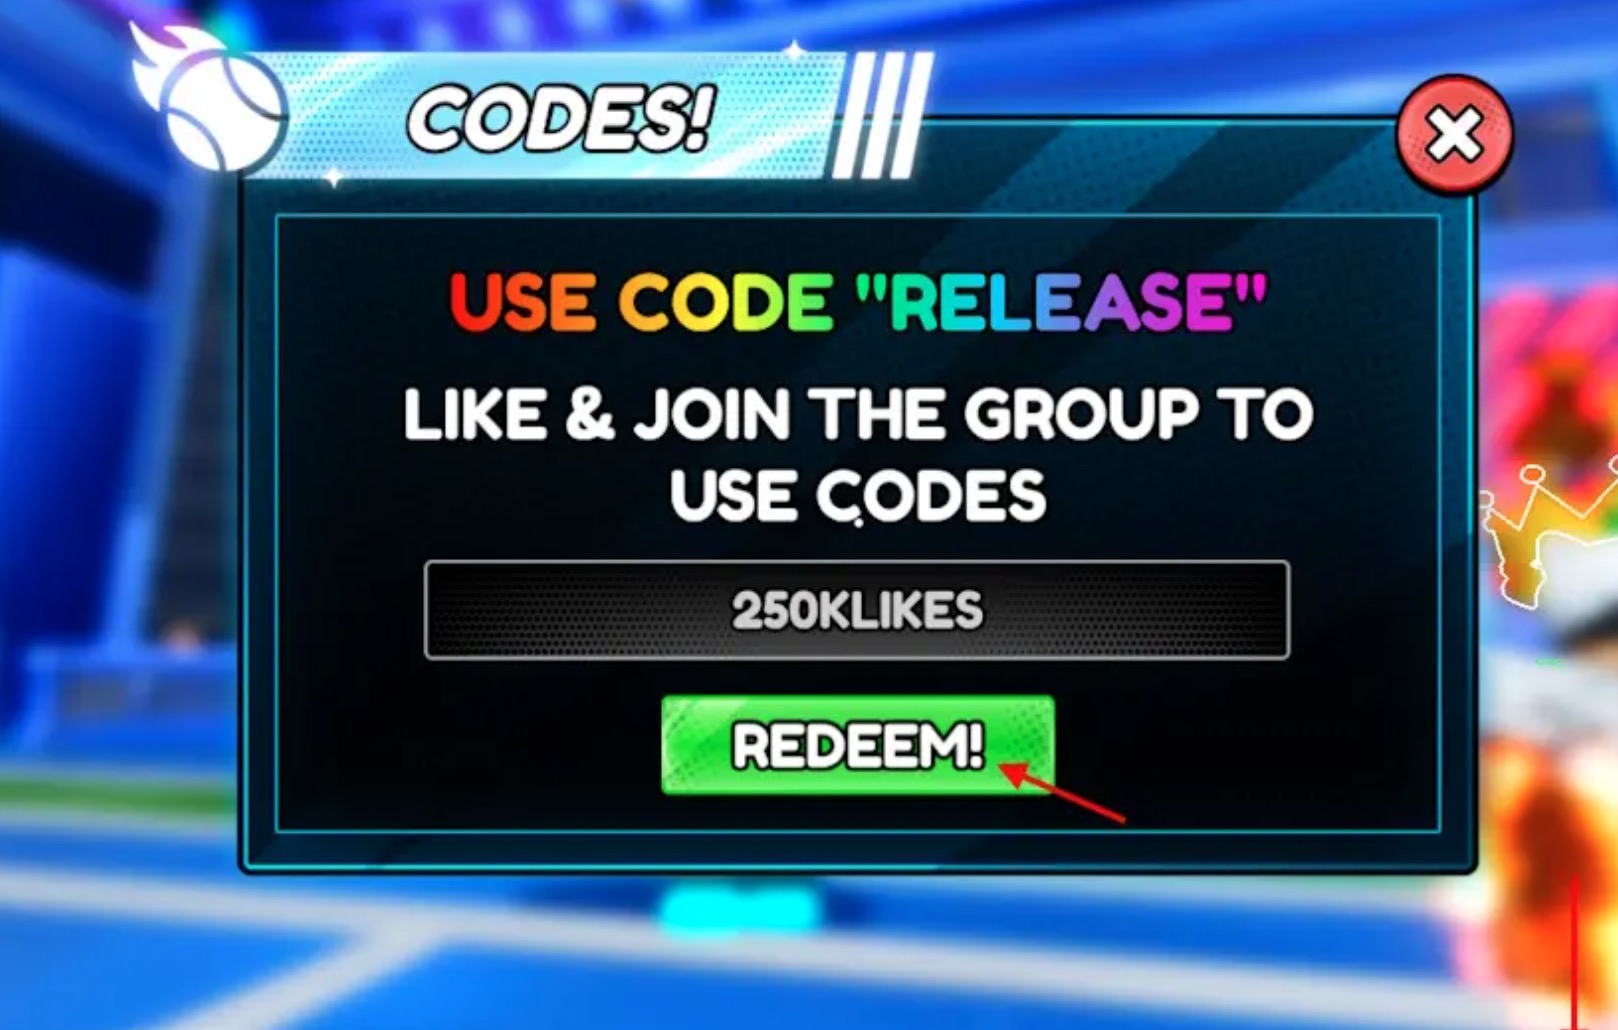 CODES!
USE CODE "RELEASE"
LIKE & JOIN THE GROUP TO
USE CODES
250KLIKES
REDEEM!